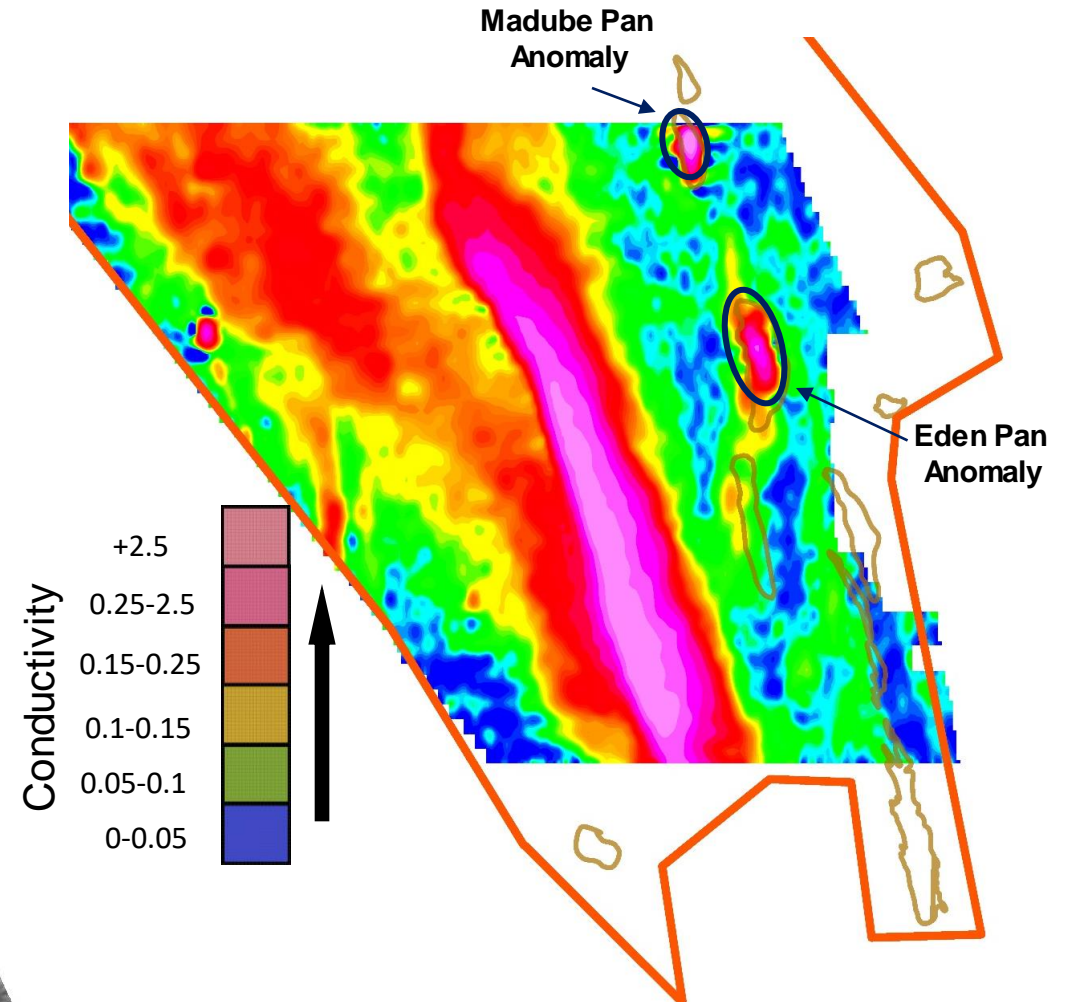 Madube Pan
Anomaly
Eden Pan
Anomaly
Conductivity
+2.5
0.25-2.5
0.15-0.25
0.1-0.15
0.05-0.1
0-0.05